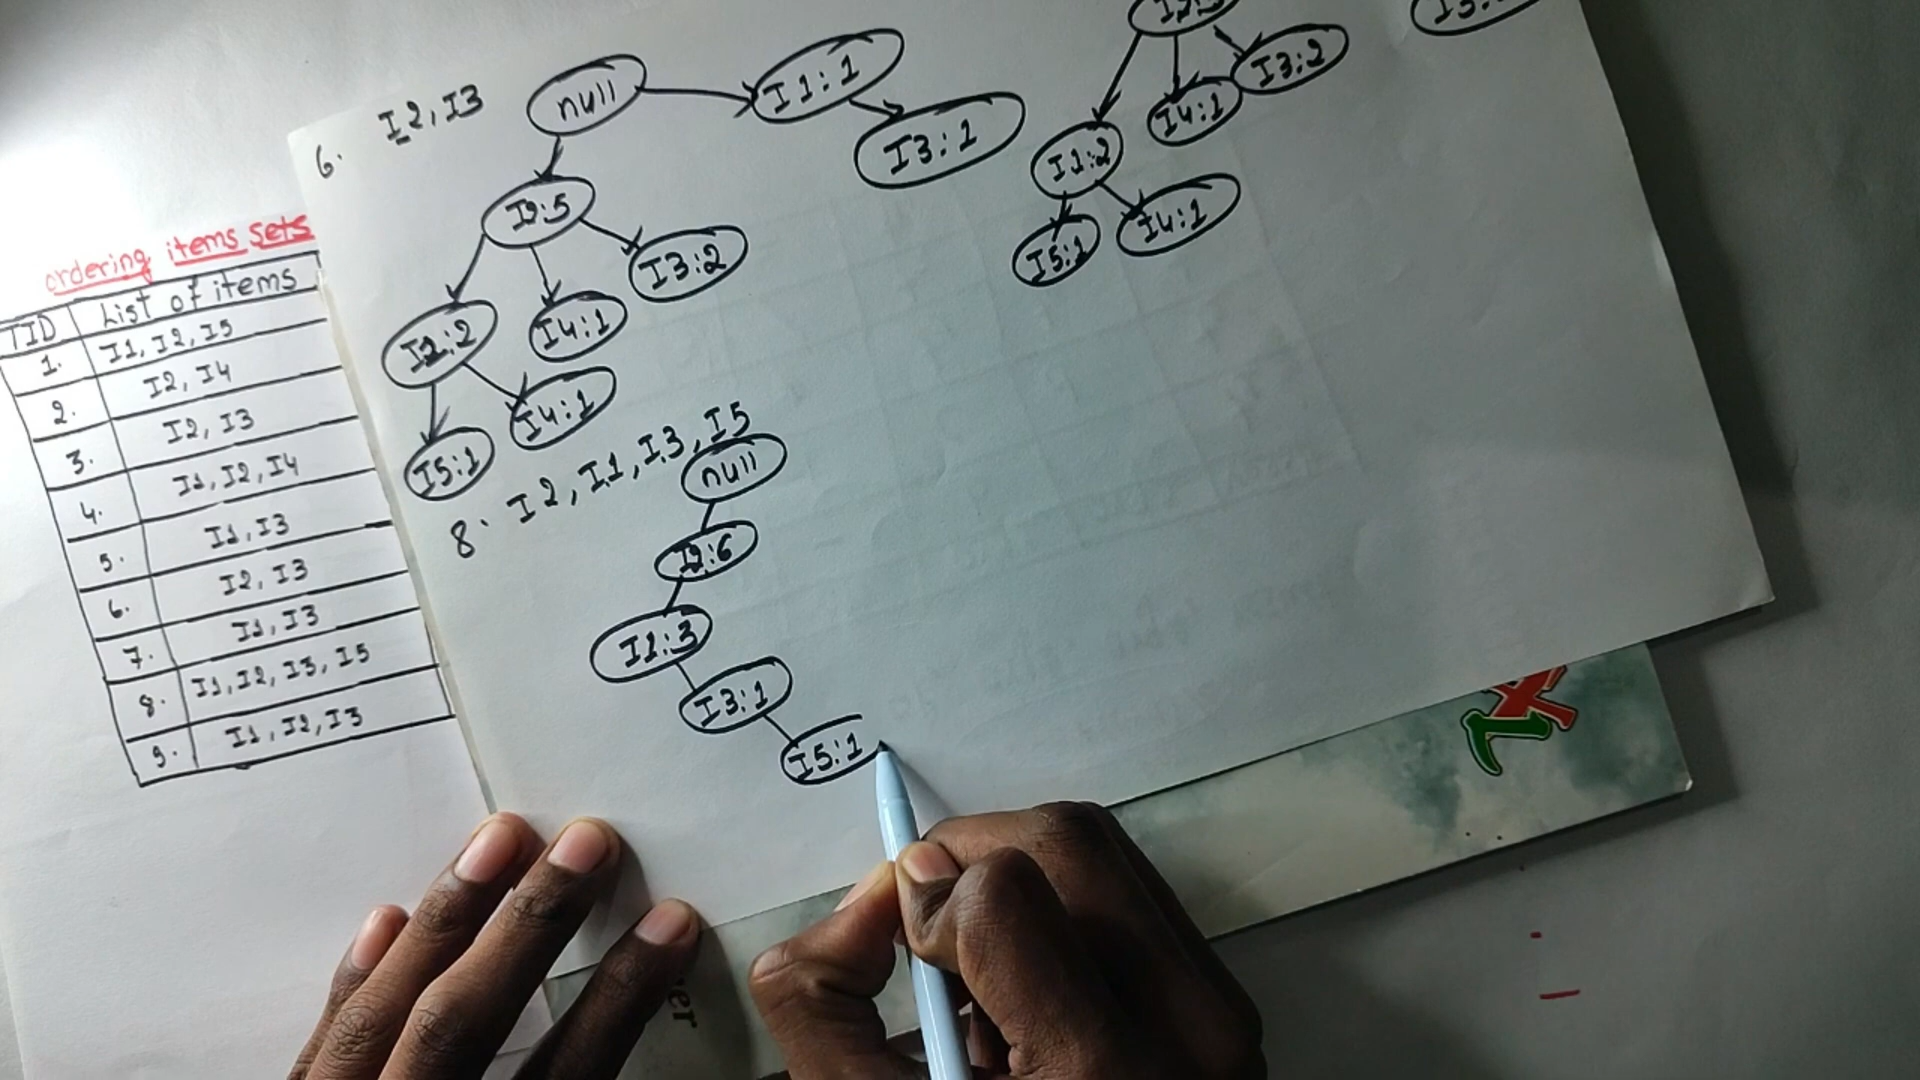 ordering items sets
TID List of items
1. I1, I2, I5
2. I2, I4
3. I2, I3
4. I1, I2, I4
5. I1, I3
6. I2, I3
7. I1, I3
8. I1, I2, I3, I5
9. I1, I2, I3
6. I2, I3
null
I1:1
I3:1
I2:5
I3:2
I4:1
I4:1
I5:1
I3:2
I4:1
I1:2
I4:1
I5:1
8. I2, I1, I3, I5
null
I2:6
I1:3
I3:1
I5:1